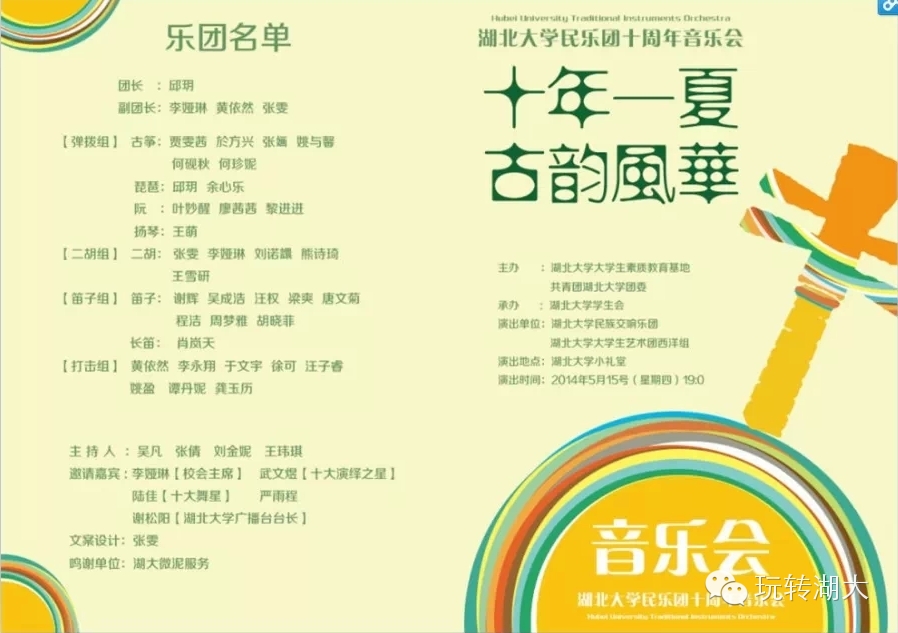 乐团名单
团长 ：邱玥
副团长：李娅琳 黄依然 张雯
【弹拨组】 古筝：贾雯茜 於方兴 张斓 魏与馨
何砚秋 何珍妮
琵琶：邱玥 余心乐
阮 ：叶妙醒 廖茜茜 黎进进
扬琴：王萌
【二胡组】 二胡： 张雯 李娅琳 刘诺 熊诗琦
王雪研
【笛子组】 笛子：谢辉 吴成浩 汪权 梁奭 唐文菊
程洁 周梦雅 胡晓菲
长笛： 肖岚天
【打击组】 黄依然 李永翔 于文宇 徐可 汪子睿
姚盈 谭丹妮 龚玉历
主 持 人 ：吴凡 张倩 刘金妮 王玮琪
邀请嘉宾：李娅琳【校会主席】 武文煜【十大演绎之星】
陆佳【十大舞星】 严雨程
谢松阳【湖北大学广播台台长】
文案设计：张雯
鸣谢单位：湖大微泥服务
Hubei University Traditional Instruments Orchestra
湖北大学民乐团十周年音乐会
十年一夏
古韵風華
主办 ：湖北大学大学生素质教育基地
共青团湖北大学团委
承办 ：湖北大学学生会
演出单位：湖北大学民族交响乐团
湖北大学大学生艺术团西洋组
演出地点：湖北大学小礼堂
演出时间：2014年5月15号（星期四）19:0
音乐会
玩转湖大
湖北大学民乐团十周年音乐会
Hubei University Traditional Instruments Orchestra